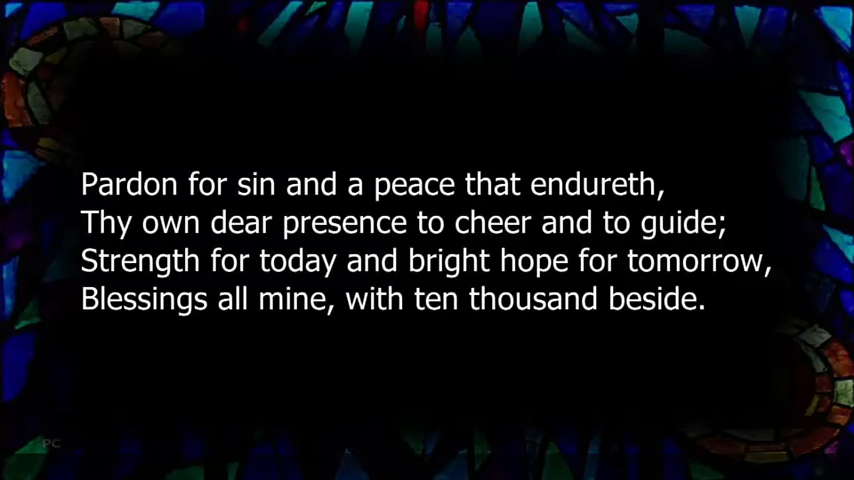 Pardon for sin and a peace that endureth,
Thy own dear presence to cheer and to guide;
Strength for today and bright hope for tomorrow,
Blessings all mine, with ten thousand beside.
PC